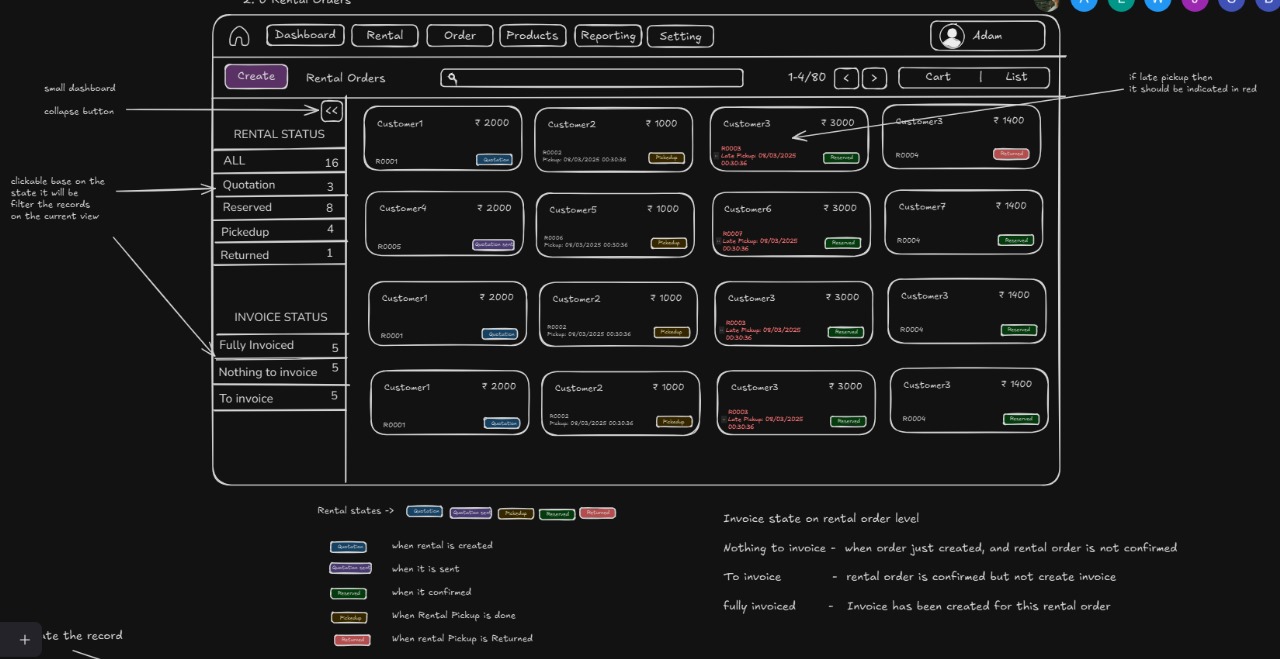 2. 0 Rental Orders
A E W J G B
Dashboard Rental Order Products Reporting Setting Adam
Create Rental Orders 1-4/80 < > Cart | List
small dashboard
collapse button
if late pickup then
it should be indicated in red
clickable base on the
state it will be
filter the records
on the current view
<<
RENTAL STATUS
ALL 16
Quotation 3
Reserved 8
Pickedup 4
Returned 1
INVOICE STATUS
Fully Invoiced 5
Nothing to invoice 5
To invoice 5
Customer1 ₹ 2000
R0001 Quotation
Customer2 ₹ 1000
R0002
Pickup: 08/03/2025 00:30:36 Pickedup
Customer3 ₹ 3000
R0003
Late Pickup: 08/03/2025
00:30:36 Reserved
Customer3 ₹ 1400
R0004 Returned
Customer4 ₹ 2000
R0005 Quotation sent
Customer5 ₹ 1000
R0006
Pickup: 08/03/2025 00:30:36 Pickedup
Customer6 ₹ 3000
R0007
Late Pickup: 08/03/2025
00:30:36 Reserved
Customer7 ₹ 1400
R0004 Reserved
Customer1 ₹ 2000
R0001 Quotation
Customer2 ₹ 1000
R0002
Pickup: 08/03/2025 00:30:36 Pickedup
Customer3 ₹ 3000
R0003
Late Pickup: 08/03/2025
00:30:36 Reserved
Customer3 ₹ 1400
R0004 Reserved
Customer1 ₹ 2000
R0001 Quotation
Customer2 ₹ 1000
R0002
Pickup: 08/03/2025 00:30:36 Pickedup
Customer3 ₹ 3000
R0003
Late Pickup: 08/03/2025
00:30:36 Reserved
Customer3 ₹ 1400
R0004 Reserved
Rental states -> Quotation Quotation sent Pickedup Reserved Returned
Quotation when rental is created
Quotation sent when it is sent
Reserved when it confirmed
Pickedup When Rental Pickup is done
Returned When rental Pickup is Returned
Invoice state on rental order level
Nothing to invoice - when order just created, and rental order is not confirmed
To invoice - rental order is confirmed but not create invoice
fully invoiced - Invoice has been created for this rental order
+ ate the record